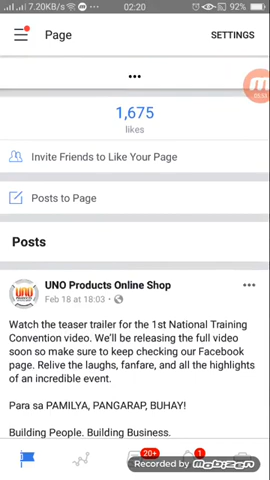 7.20KB/s 02:20 92%
Page SETTINGS
1,675
likes
Invite Friends to Like Your Page
Posts to Page
Posts
UNO
UNO Products Online Shop
Feb 18 at 18:03
Watch the teaser trailer for the 1st National Training
Convention video. We'll be releasing the full video
soon so make sure to keep checking our Facebook
page. Relive the laughs, fanfare, and all the highlights
of an incredible event.
Para sa PAMILYA, PANGARAP, BUHAY!
Building People. Building Business.
20+ 1
Recorded by mobizen